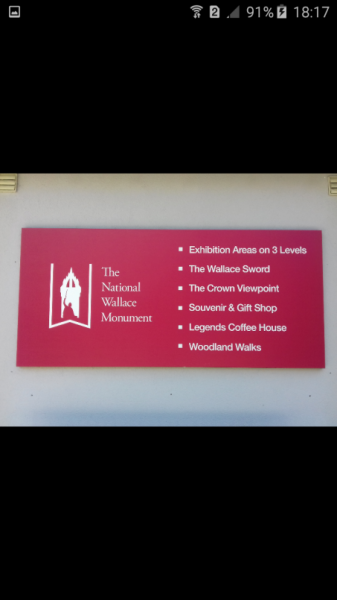 2 91% 18:17
The
National
Wallace
Monument
Exhibition Areas on 3 Levels
The Wallace Sword
The Crown Viewpoint
Souvenir & Gift Shop
Legends Coffee House
Woodland Walks